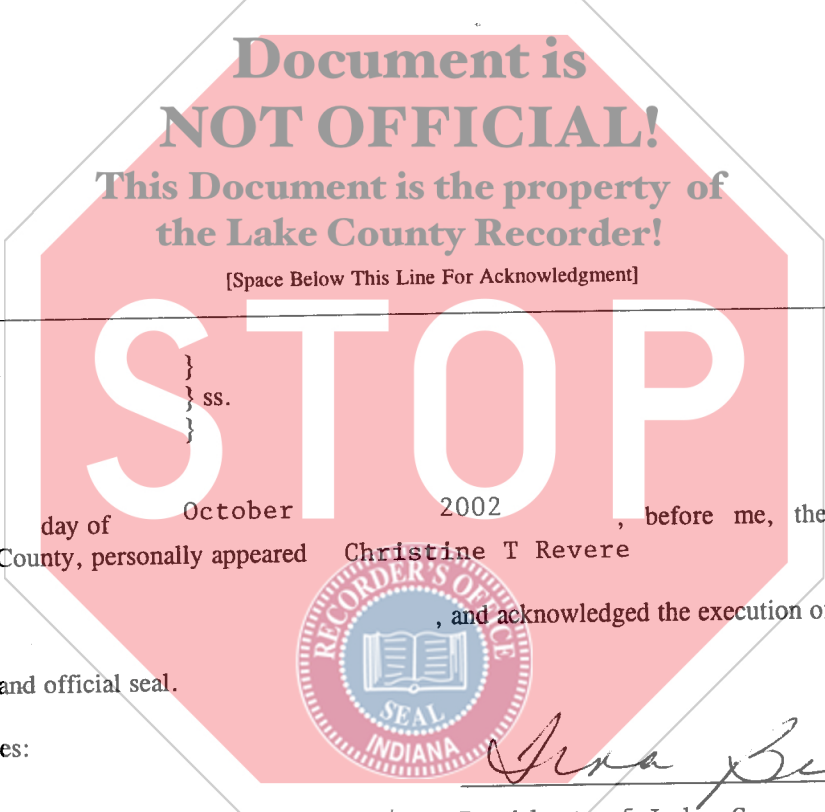 Document is
NOT OFFICIAL!
This Document is the property of
the Lake County Recorder!
[Space Below This Line For Acknowledgment]
STOP
}
} ss.
}
day of October 2002 , before me, the
County, personally appeared Christine T Revere
, and acknowledged the execution of
and official seal.
es:
RECORDER'S OFFICE
SEAL
INDIANA